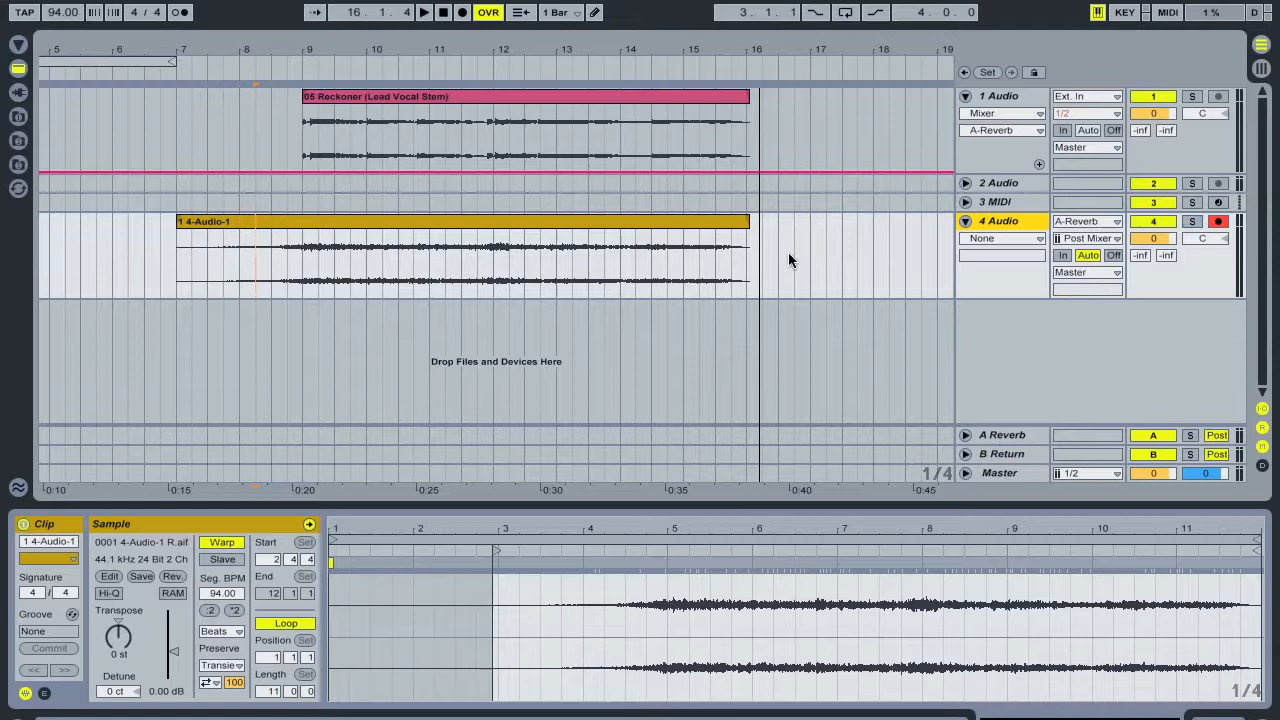 TAP 94.00 4 / 4 16. 1. 4 OVR 1 Bar 3. 1. 1 4. 0. 0 KEY MIDI 1 % D
5 6 7 8 9 10 11 12 13 14 15 16 17 18 19
Set
05 Reckoner (Lead Vocal Stem)
1 Audio Ext. In 1 S
Mixer 1/2 0 C
A-Reverb In Auto Off -inf -inf
Master
2 Audio 2 S
3 MIDI 3 S
1 4-Audio-1
4 Audio A-Reverb 4 S
None Post Mixer 0 C
In Auto Off -inf -inf
Master
Drop Files and Devices Here
A Reverb A S Post
B Return B S Post
1/4 Master 1/2 0 0
0:10 0:15 0:20 0:25 0:30 0:35 0:40 0:45
Clip Sample
1 4-Audio-1 0001 4-Audio-1 R.aif Warp Start Set
44.1 kHz 24 Bit 2 Ch Slave 2 4 4
Signature Edit Save Rev. Seg. BPM End Set
4 / 4 Hi-Q RAM 94.00 12 1 1
Groove Transpose :2 *2
None Beats Loop
Commit Preserve Position Set
0 st Transie 1 1 1
<< >> Detune Length Set
0 ct 0.00 dB 100 11 0 0
1 2 3 4 5 6 7 8 9 10 11
1/4
I-O
R
M
D
E